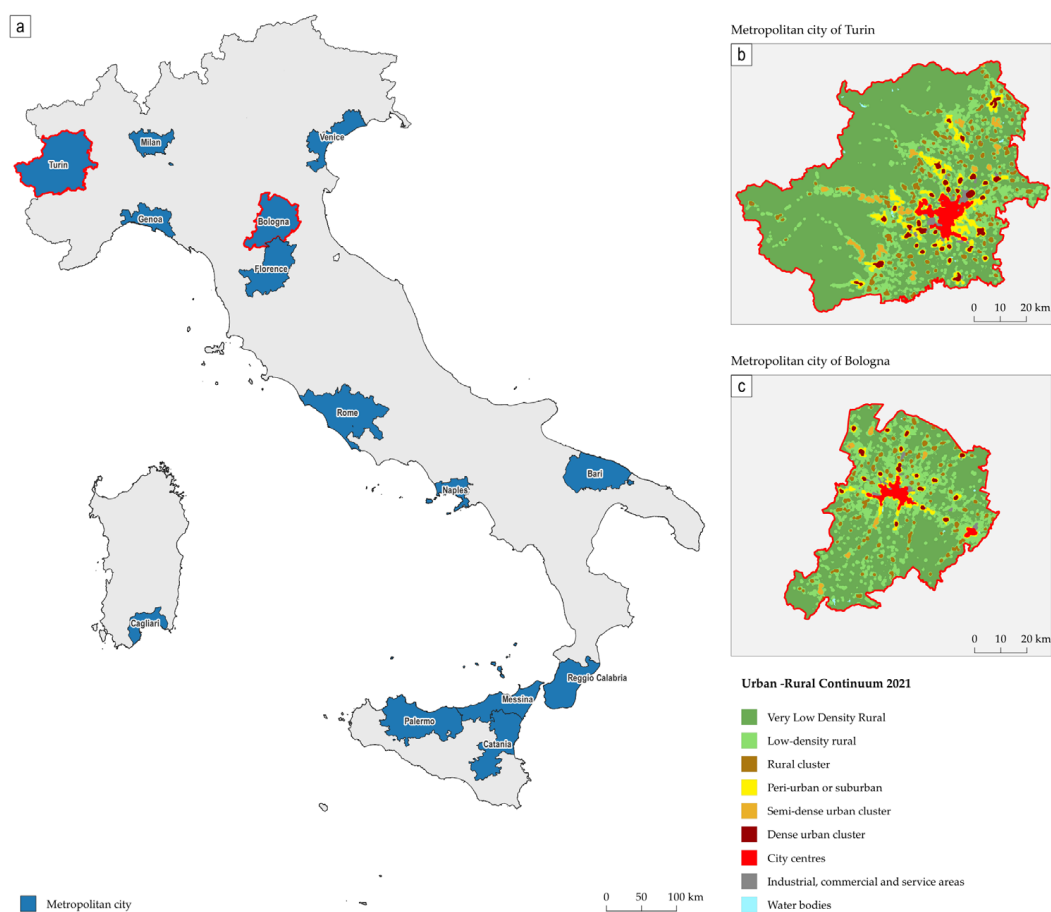 a
Turin
Milan
Venice
Genoa
Bologna
Florence
Rome
Naples
Bari
Cagliari
Reggio Calabria
Messina
Palermo
Catania
Metropolitan city
0 50 100 km
Metropolitan city of Turin
b
0 10 20 km
Metropolitan city of Bologna
c
0 10 20 km
Urban -Rural Continuum 2021
Very Low Density Rural
Low-density rural
Rural cluster
Peri-urban or suburban
Semi-dense urban cluster
Dense urban cluster
City centres
Industrial, commercial and service areas
Water bodies